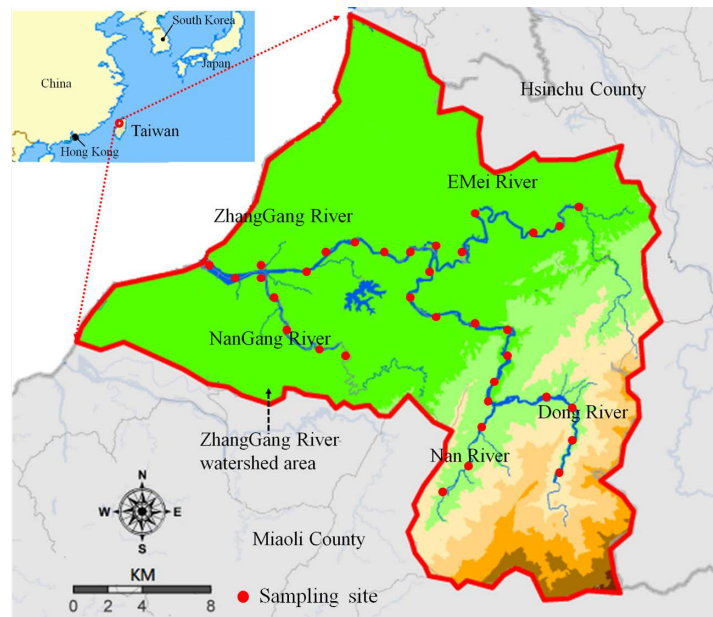 South Korea
Japan
China
Taiwan
Hong Kong
Hsinchu County
EMei River
ZhangGang River
NanGang River
Dong River
ZhangGang River
watershed area
Nan River
N
W E
S
Miaoli County
KM
0 2 4 8
Sampling site